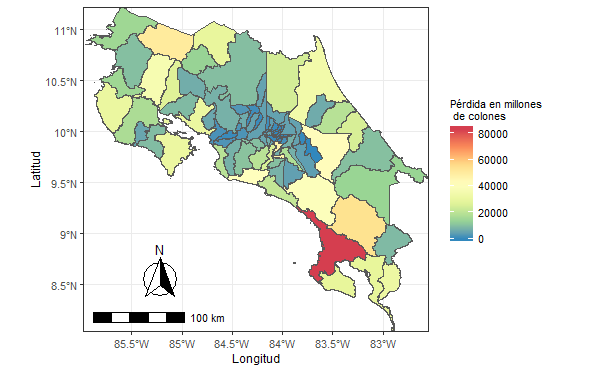 11°N
10.5°N
10°N
9.5°N
9°N
8.5°N
Latitud
N
100 km
85.5°W
85°W
84.5°W
84°W
83.5°W
83°W
Longitud
Pérdida en millones
de colones
80000
60000
40000
20000
0